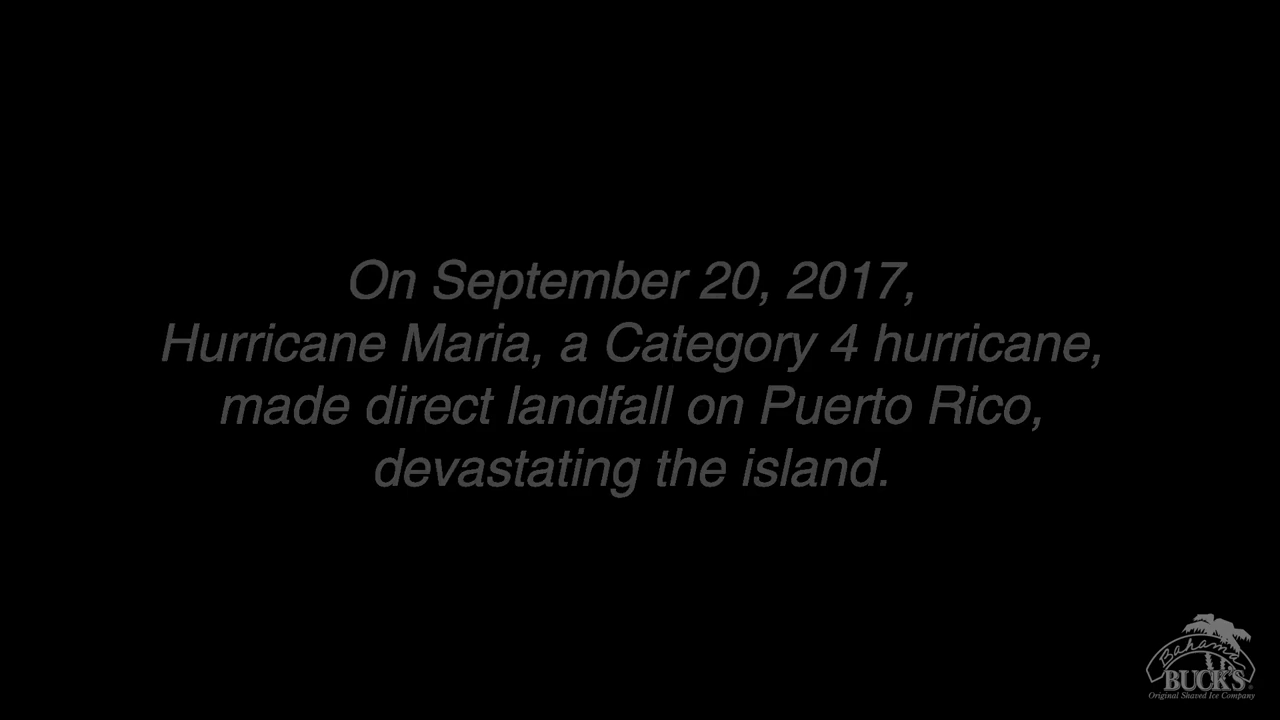 On September 20, 2017,
Hurricane Maria, a Category 4 hurricane,
made direct landfall on Puerto Rico,
devastating the island.
Bahama
BUCK'S®
Original Shaved Ice Company